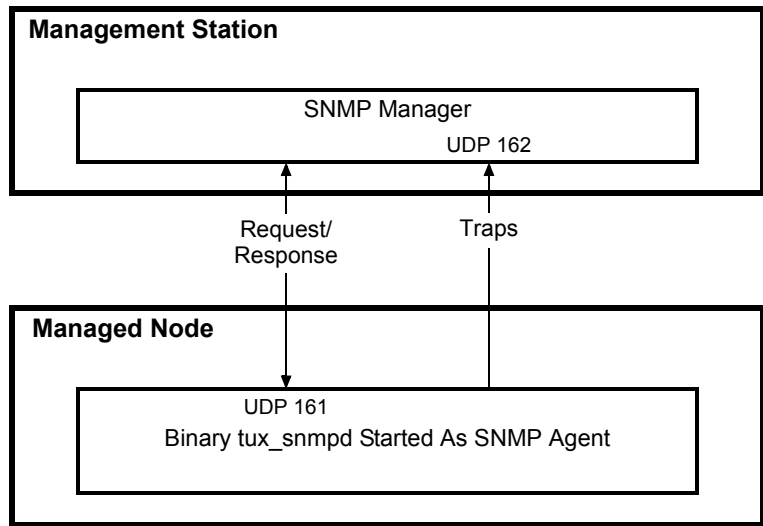 Management Station
SNMP Manager
UDP 162
Request/
Response
Traps
Managed Node
UDP 161
Binary tux_snmpd Started As SNMP Agent